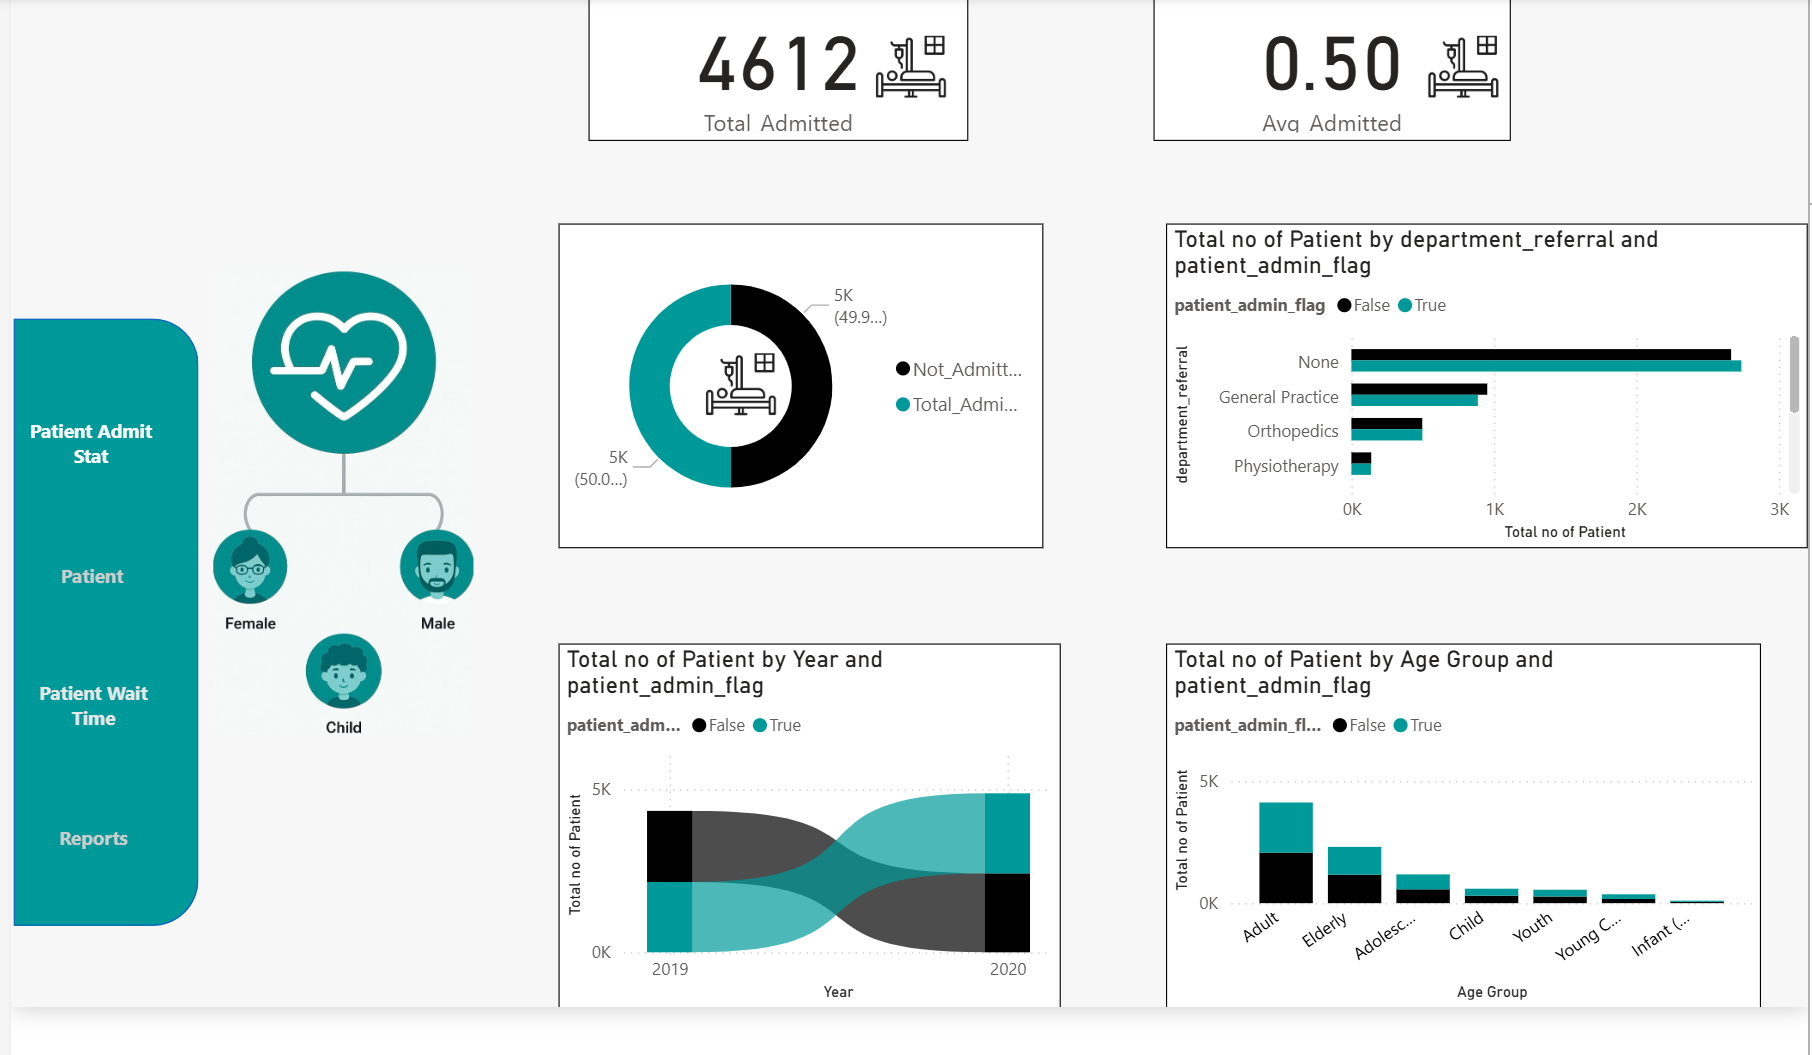 4612
Total Admitted
0.50
Avg Admitted
Patient Admit
Stat
Patient
Patient Wait
Time
Reports
Female
Male
Child
5K
(49.9...)
5K
(50.0...)
Not_Admitt...
Total_Admi...
Total no of Patient by department_referral and
patient_admin_flag
patient_admin_flag False True
department_referral
None
General Practice
Orthopedics
Physiotherapy
0K 1K 2K 3K
Total no of Patient
Total no of Patient by Year and
patient_admin_flag
patient_adm... False True
Total no of Patient
5K
0K
2019 2020
Year
Total no of Patient by Age Group and
patient_admin_flag
patient_admin_fl... False True
Total no of Patient
5K
0K
Adult Elderly Adolesc... Child Youth Young C... Infant (...
Age Group